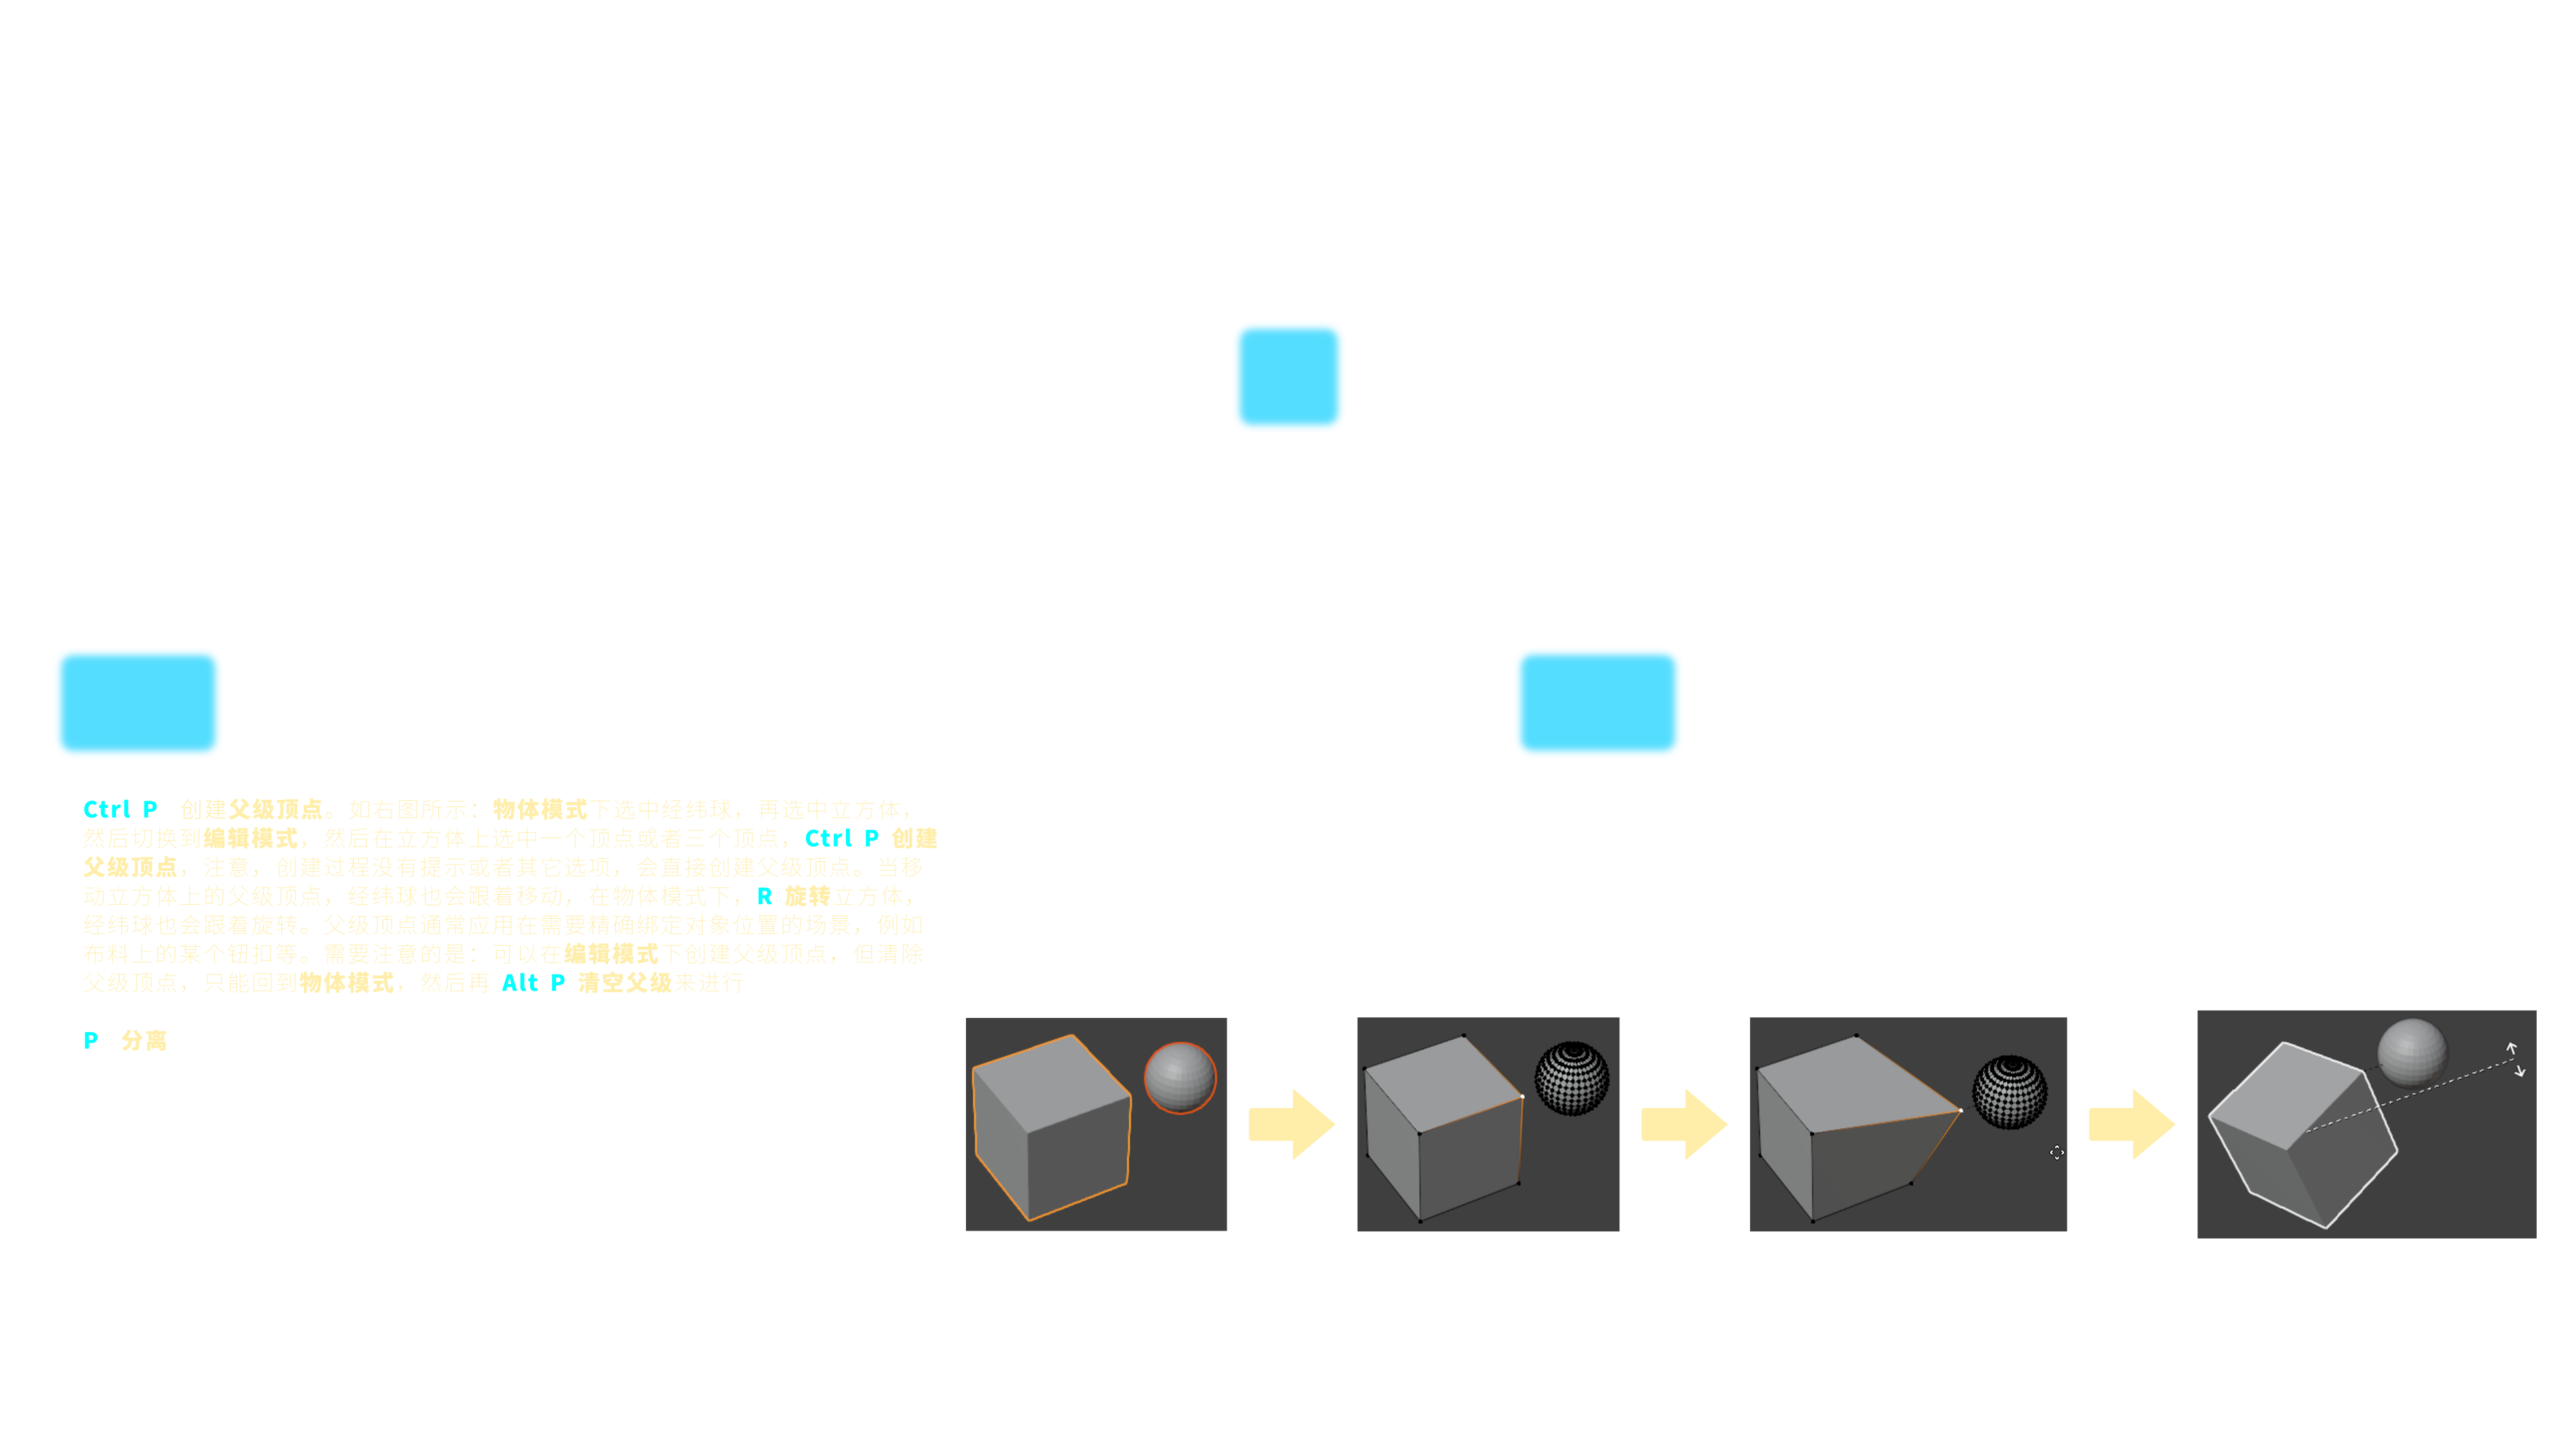 Ctrl P 创建父级顶点。如右图所示：物体模式下选中经纬球，再选中立方体，
然后切换到编辑模式，然后在立方体上选中一个顶点或者三个顶点，Ctrl P 创建
父级顶点，注意，创建过程没有提示或者其它选项，会直接创建父级顶点。当移
动立方体上的父级顶点，经纬球也会跟着移动，在物体模式下，R 旋转立方体，
经纬球也会跟着旋转。父级顶点通常应用在需要精确绑定对象位置的场景，例如
布料上的某个钮扣等。需要注意的是：可以在编辑模式下创建父级顶点，但清除
父级顶点，只能回到物体模式，然后再 Alt P 清空父级来进行
P 分离